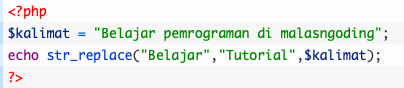 <?php
$kalimat = "Belajar pemrograman di malasngoding";
echo str_replace("Belajar","Tutorial",$kalimat);
?>